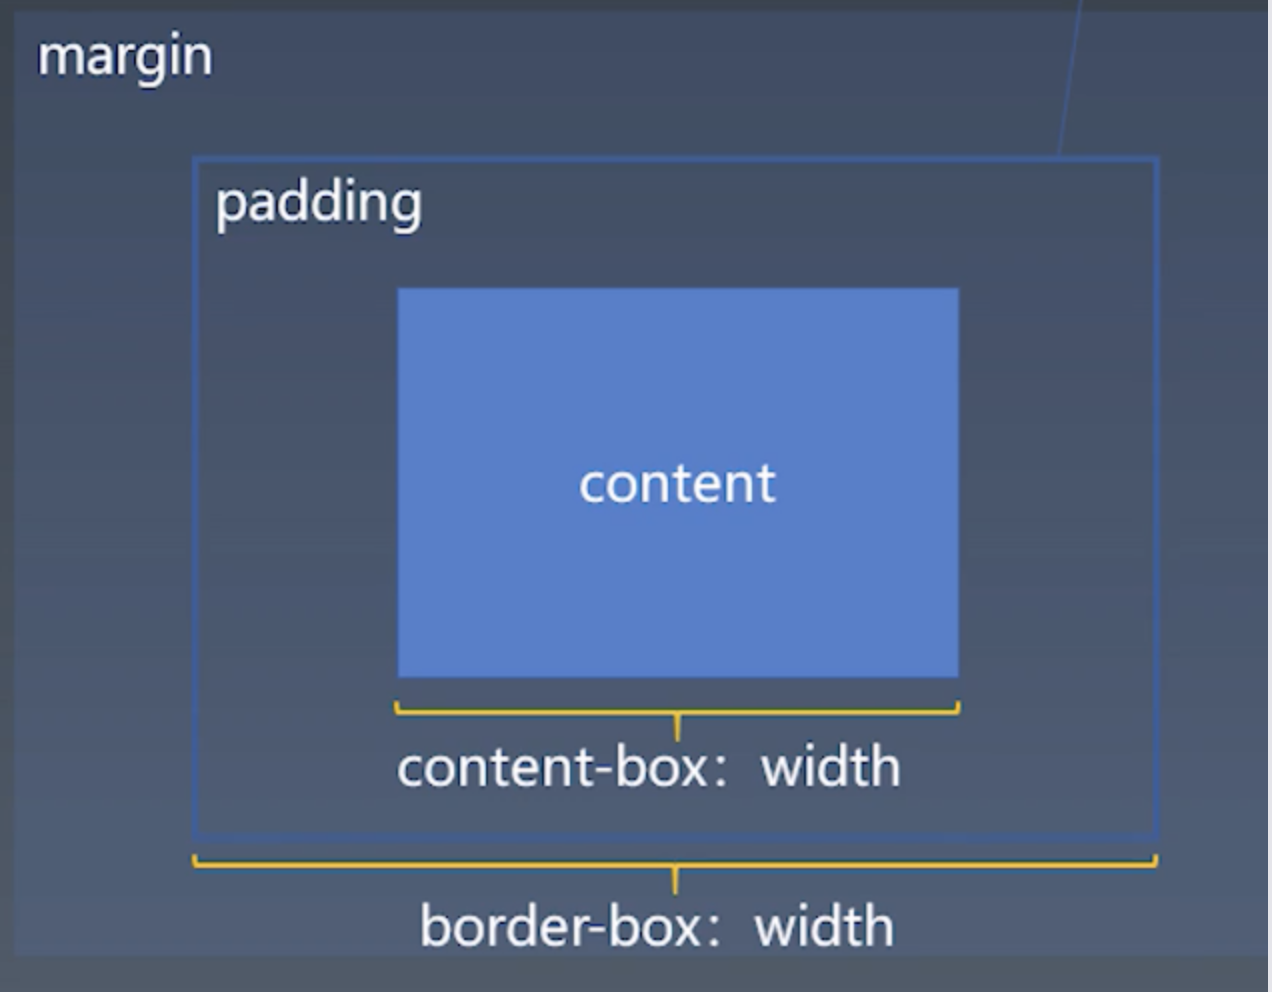 margin
padding
content
content-box：width
border-box：width